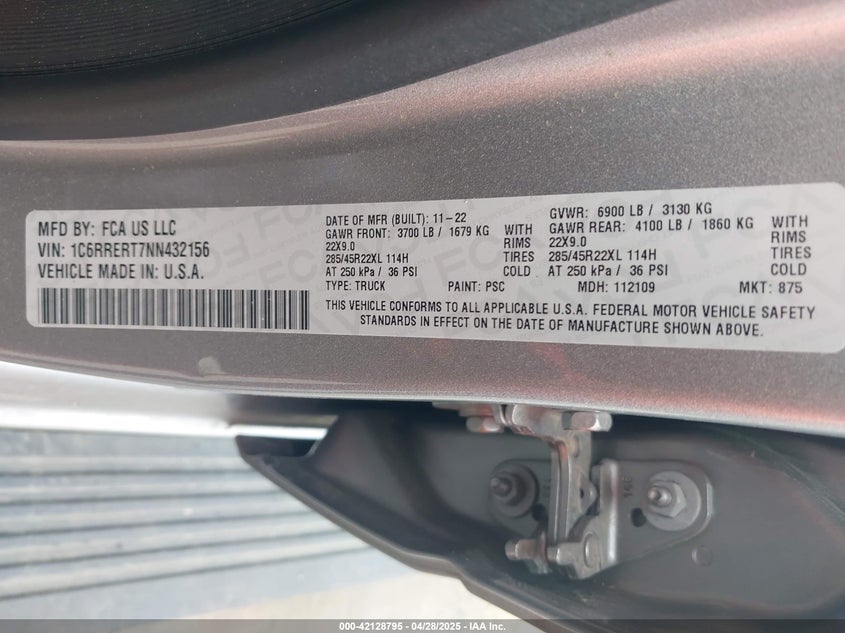 MFD BY: FCA US LLC
VIN: 1C6RRERT7NN432156
VEHICLE MADE IN: U.S.A.
DATE OF MFR (BUILT): 11-22 GVWR: 6900 LB / 3130 KG
GAWR FRONT: 3700 LB / 1679 KG WITH GAWR REAR: 4100 LB / 1860 KG WITH
22X9.0 RIMS 22X9.0 RIMS
285/45R22XL 114H TIRES 285/45R22XL 114H TIRES
AT 250 kPa / 36 PSI COLD AT 250 kPa / 36 PSI COLD
TYPE: TRUCK PAINT: PSC MDH: 112109 MKT: 875
THIS VEHICLE CONFORMS TO ALL APPLICABLE U.S.A. FEDERAL MOTOR VEHICLE SAFETY
STANDARDS IN EFFECT ON THE DATE OF MANUFACTURE SHOWN ABOVE.
000-42128795 - 04/28/2025 - IAA Inc.